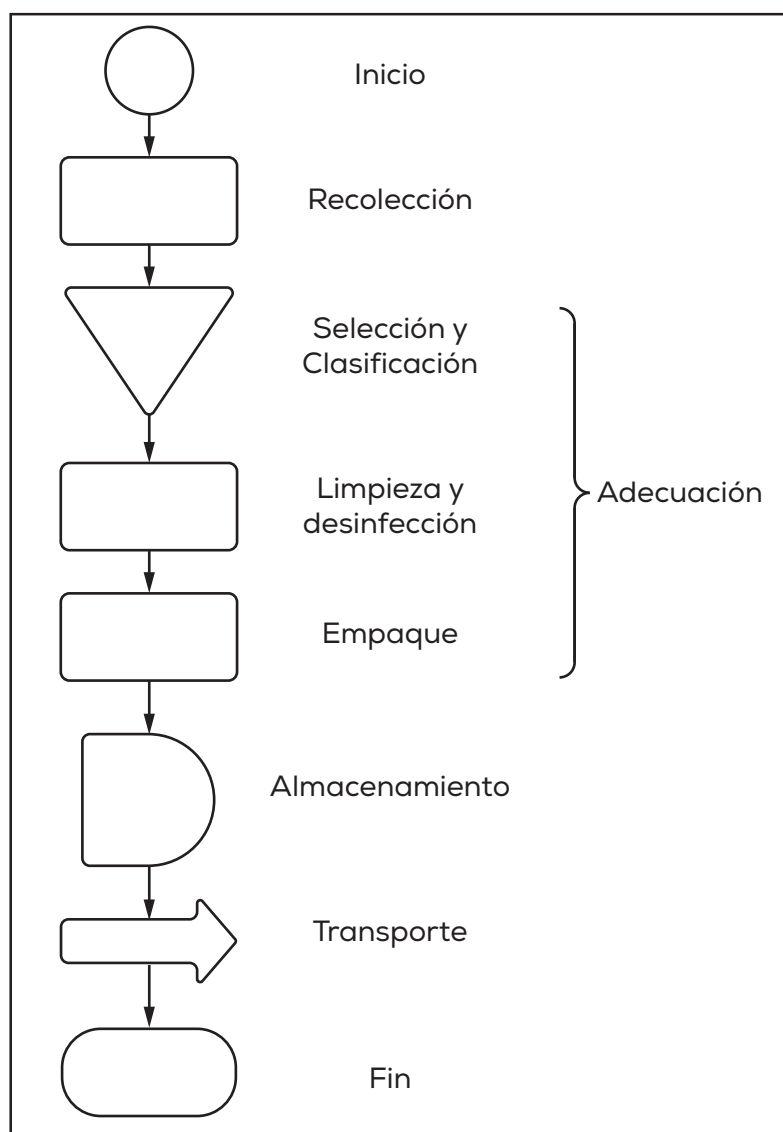 Inicio
Recolección
Selección y
Clasificación
Limpieza y
desinfección
Adecuación
Empaque
Almacenamiento
Transporte
Fin